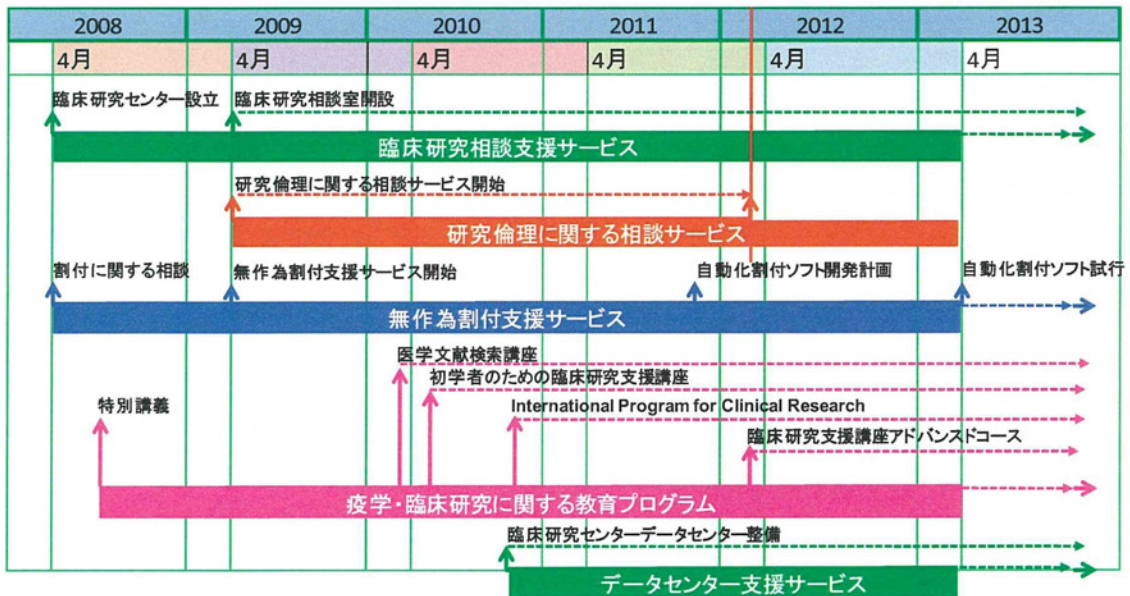 2008 2009 2010 2011 2012 2013
4月 4月 4月 4月 4月 4月
臨床研究センター設立 臨床研究相談室開設
臨床研究相談支援サービス
研究倫理に関する相談サービス開始
研究倫理に関する相談サービス
割付に関する相談 無作為割付支援サービス開始 自動化割付ソフト開発計画 自動化割付ソフト試行
無作為割付支援サービス
医学文献検索講座
初学者のための臨床研究支援講座
特別講義 International Program for Clinical Research
臨床研究支援講座アドバンスドコース
疫学・臨床研究に関する教育プログラム
臨床研究センターデータセンター整備
データセンター支援サービス